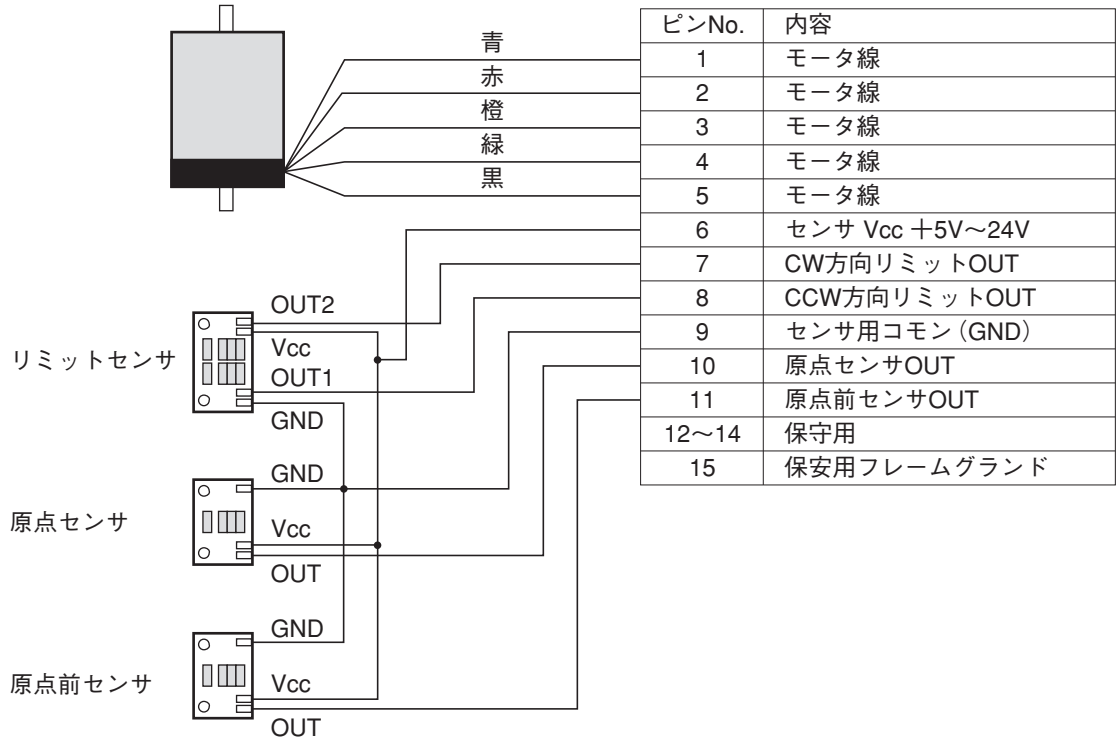 青
赤
橙
緑
黒
ピンNo. 内容
1 モータ線
2 モータ線
3 モータ線
4 モータ線
5 モータ線
6 センサ Vcc +5V〜24V
7 CW方向リミットOUT
8 CCW方向リミットOUT
9 センサ用コモン(GND)
10 原点センサOUT
11 原点前センサOUT
12〜14 保守用
15 保安用フレームグランド
リミットセンサ
OUT2
Vcc
OUT1
GND
原点センサ
GND
Vcc
OUT
原点前センサ
GND
Vcc
OUT